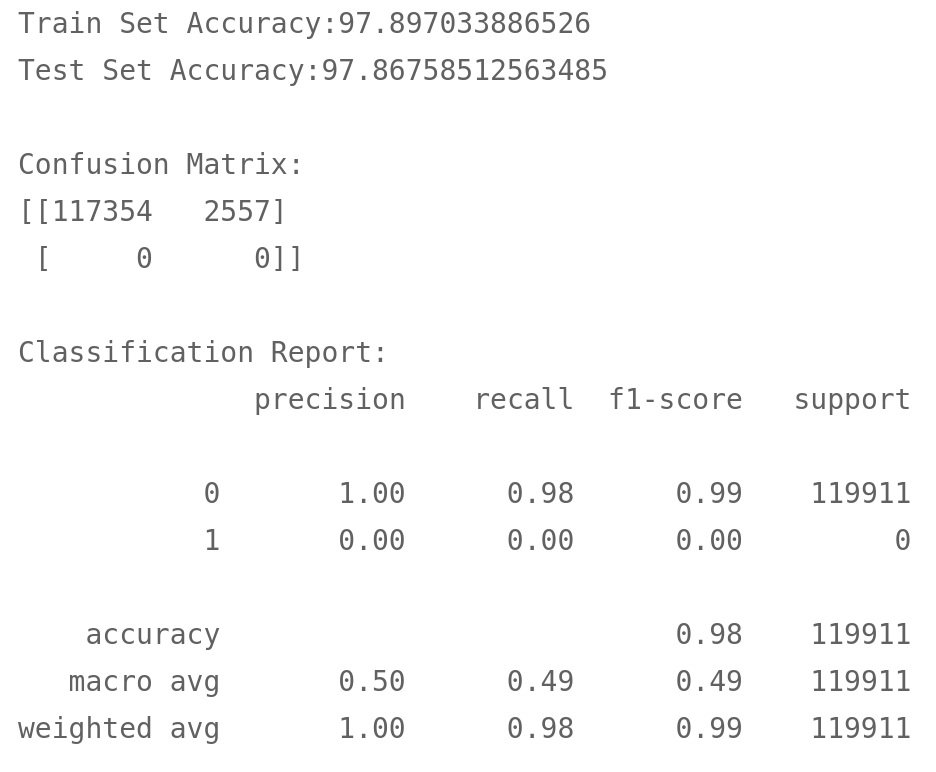 Train Set Accuracy:97.897033886526
Test Set Accuracy:97.86758512563485
Confusion Matrix:
[[117354   2557]
 [     0      0]]
Classification Report:
              precision    recall  f1-score   support
           0       1.00      0.98      0.99    119911
           1       0.00      0.00      0.00         0
    accuracy                           0.98    119911
   macro avg       0.50      0.49      0.49    119911
weighted avg       1.00      0.98      0.99    119911